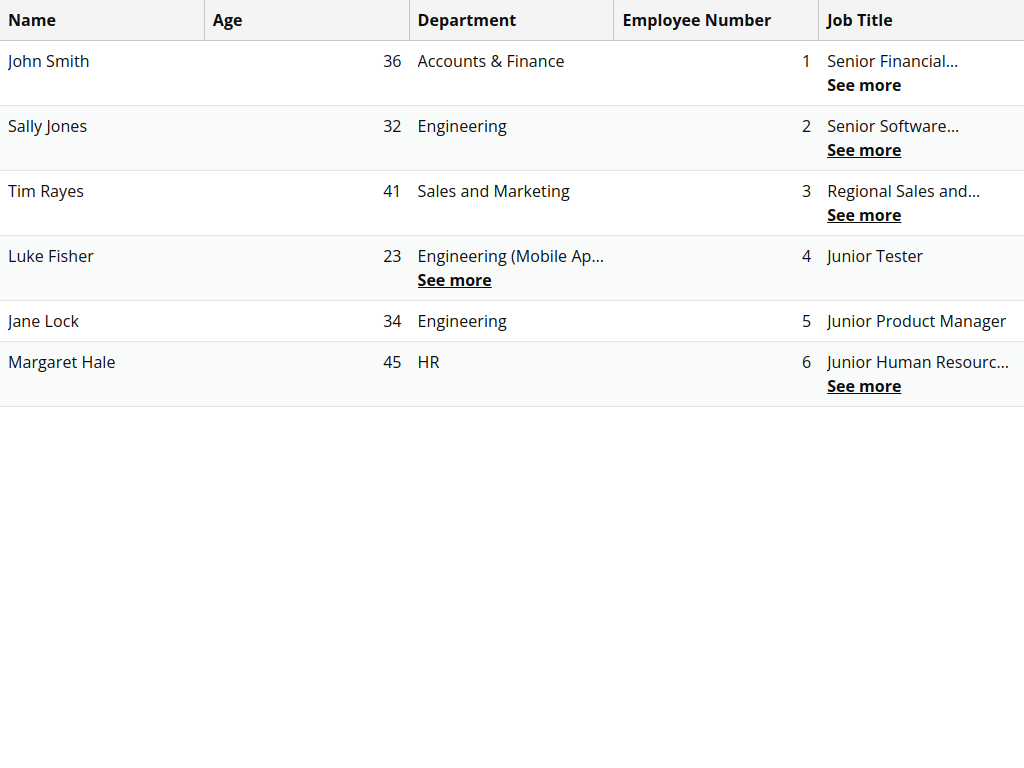 Name Age Department Employee Number Job Title
John Smith 36 Accounts & Finance 1 Senior Financial...
See more
Sally Jones 32 Engineering 2 Senior Software...
See more
Tim Rayes 41 Sales and Marketing 3 Regional Sales and...
See more
Luke Fisher 23 Engineering (Mobile Ap... 4 Junior Tester
See more
Jane Lock 34 Engineering 5 Junior Product Manager
Margaret Hale 45 HR 6 Junior Human Resourc...
See more